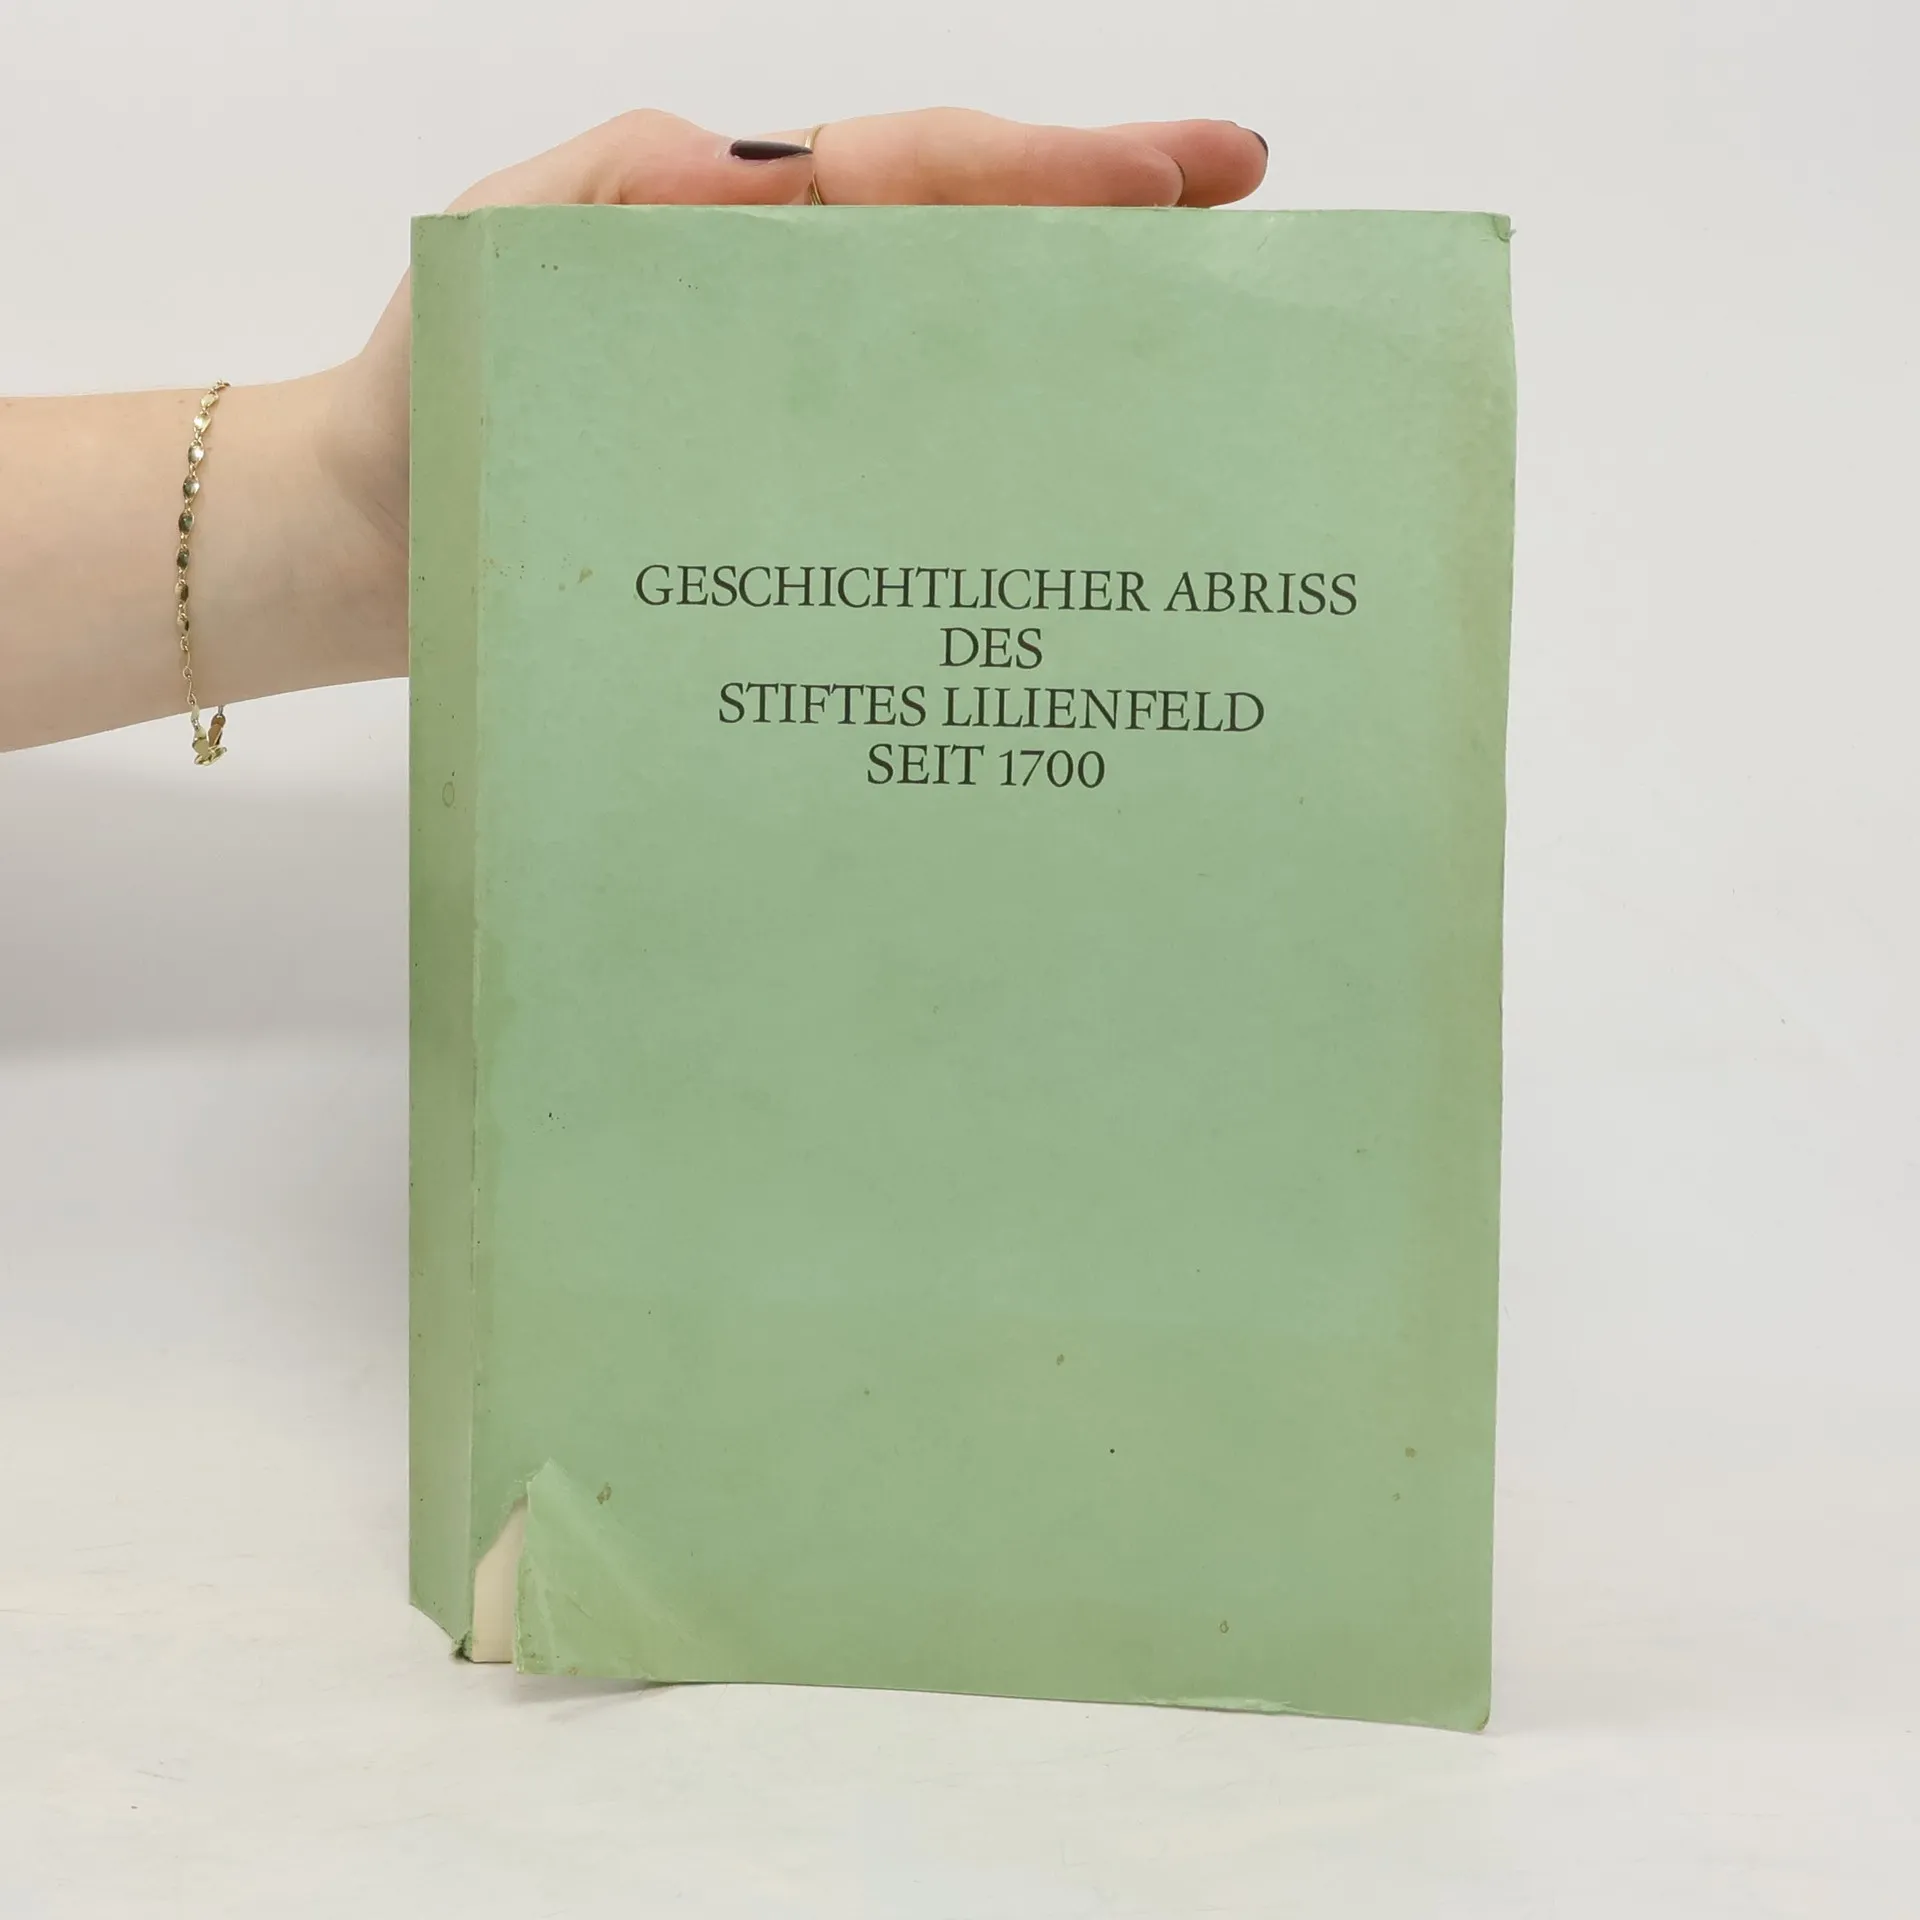 GESCHICHTLICHER ABRISS
DES
STIFTES LILIENFELD
SEIT 1700